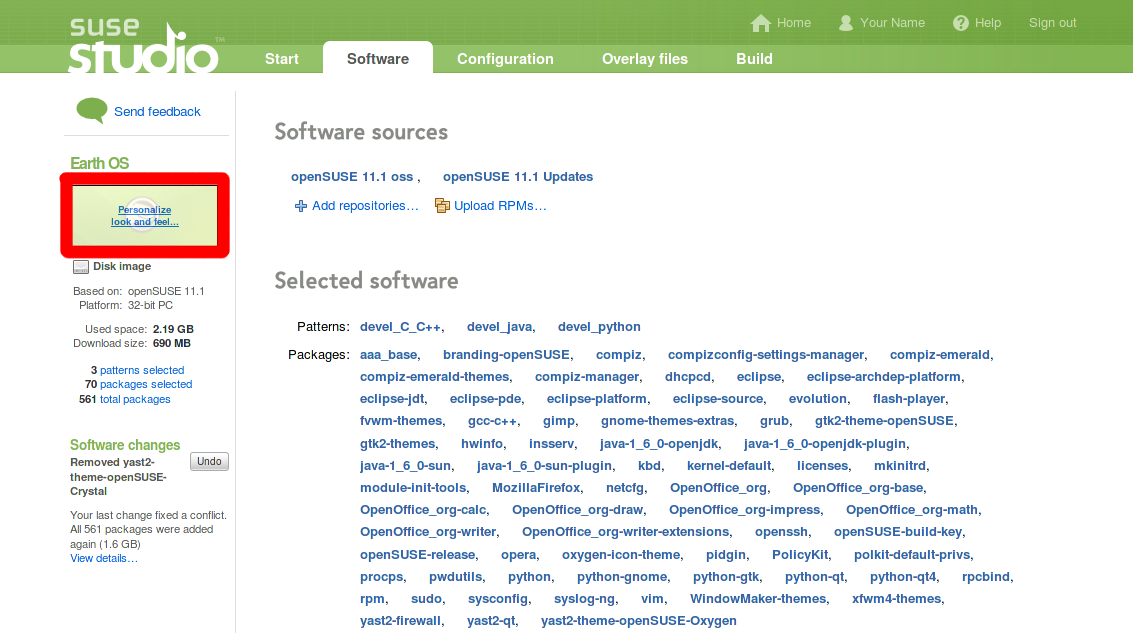 suse
studio™
Home
Your Name
Help
Sign out
Start
Software
Configuration
Overlay files
Build
Send feedback
Earth OS
Personalize
look and feel...
Disk image
Based on: openSUSE 11.1
Platform: 32-bit PC
Used space: 2.19 GB
Download size: 690 MB
3 patterns selected
70 packages selected
561 total packages
Software changes
Removed yast2-
theme-openSUSE-
Crystal
Undo
Your last change fixed a conflict.
All 561 packages were added
again (1.6 GB)
View details…
Software sources
openSUSE 11.1 oss , openSUSE 11.1 Updates
Add repositories… Upload RPMs…
Selected software
Patterns: devel_C_C++, devel_java, devel_python
Packages: aaa_base, branding-openSUSE, compiz, compizconfig-settings-manager, compiz-emerald,
compiz-emerald-themes, compiz-manager, dhcpcd, eclipse, eclipse-archdep-platform,
eclipse-jdt, eclipse-pde, eclipse-platform, eclipse-source, evolution, flash-player,
fvwm-themes, gcc-c++, gimp, gnome-themes-extras, grub, gtk2-theme-openSUSE,
gtk2-themes, hwinfo, insserv, java-1_6_0-openjdk, java-1_6_0-openjdk-plugin,
java-1_6_0-sun, java-1_6_0-sun-plugin, kbd, kernel-default, licenses, mkinitrd,
module-init-tools, MozillaFirefox, netcfg, OpenOffice_org, OpenOffice_org-base,
OpenOffice_org-calc, OpenOffice_org-draw, OpenOffice_org-impress, OpenOffice_org-math,
OpenOffice_org-writer, OpenOffice_org-writer-extensions, openssh, openSUSE-build-key,
openSUSE-release, opera, oxygen-icon-theme, pidgin, PolicyKit, polkit-default-privs,
procps, pwdutils, python, python-gnome, python-gtk, python-qt, python-qt4, rpcbind,
rpm, sudo, sysconfig, syslog-ng, vim, WindowMaker-themes, xfwm4-themes,
yast2-firewall, yast2-qt, yast2-theme-openSUSE-Oxygen